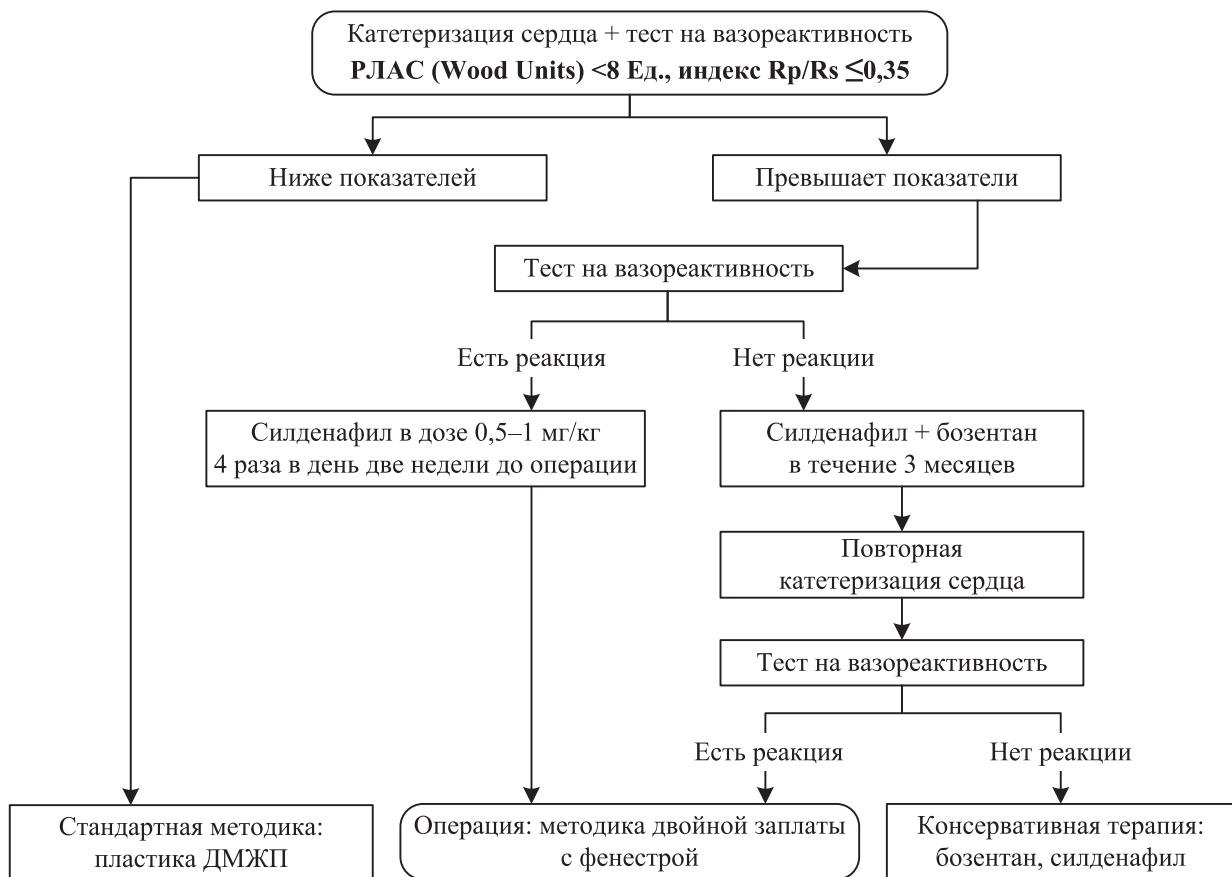 Катетеризация сердца + тест на вазореактивность
РЛАС (Wood Units) <8 Ед., индекс Rp/Rs ≤0,35
Ниже показателей
Превышает показатели
Тест на вазореактивность
Есть реакция
Нет реакции
Силденафил в дозе 0,5–1 мг/кг
4 раза в день две недели до операции
Силденафил + бозентан
в течение 3 месяцев
Повторная
катетеризация сердца
Тест на вазореактивность
Есть реакция
Нет реакции
Стандартная методика:
пластика ДМЖП
Операция: методика двойной заплаты
с фенестрой
Консервативная терапия:
бозентан, силденафил